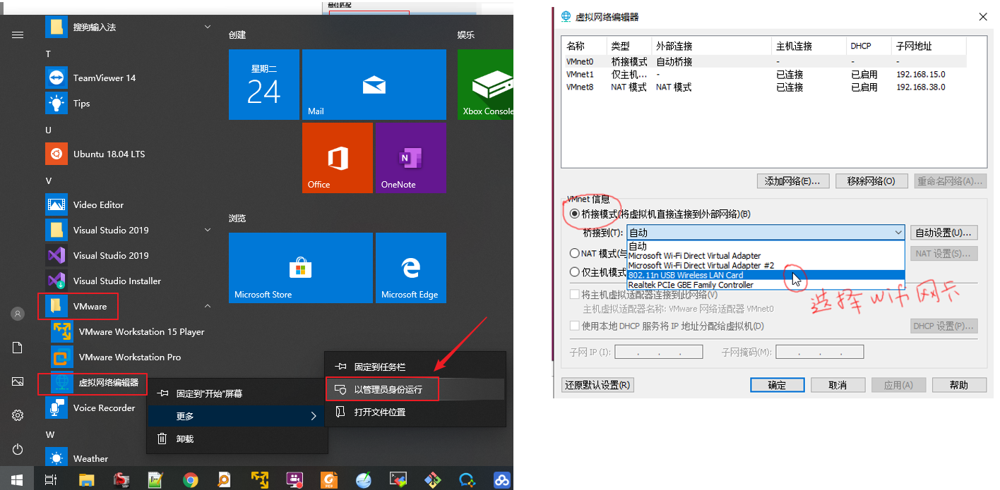 最佳匹配
搜狗输入法
T
TeamViewer 14
Tips
U
Ubuntu 18.04 LTS
V
Video Editor
Visual Studio 2019
Visual Studio 2019
Visual Studio Installer
VMware
VMware Workstation 15 Player
VMware Workstation Pro
虚拟网络编辑器
Voice Recorder
W
Weather
创建
娱乐
星期二
24
Mail
Xbox Console
Office
N
OneNote
浏览
Microsoft Store
Microsoft Edge
固定到"开始"屏幕
更多
卸载
固定到任务栏
以管理员身份运行
打开文件位置
虚拟网络编辑器
名称 类型 外部连接 主机连接 DHCP 子网地址
VMnet0 桥接模式 自动桥接 - - -
VMnet1 仅主机... - 已连接 已启用 192.168.15.0
VMnet8 NAT 模式 NAT 模式 已连接 已启用 192.168.38.0
添加网络(E)... 移除网络(O) 重命名网络(A)...
VMnet 信息
桥接模式(将虚拟机直接连接到外部网络)(B)
桥接到(T): 自动 自动设置(U)...
自动
Microsoft Wi-Fi Direct Virtual Adapter
Microsoft Wi-Fi Direct Virtual Adapter #2
802.11n USB Wireless LAN Card
Realtek PCIe GBE Family Controller
NAT 模式(与 NAT 设置(S)...
仅主机模式
选择wifi网卡
将主机虚拟适配器连接到此网络(V)
主机虚拟适配器名称: VMware 网络适配器 VMnet0
使用本地 DHCP 服务将 IP 地址分配给虚拟机(D) DHCP 设置(P)...
子网 IP (I): . . . 子网掩码(M): . . .
还原默认设置(R) 确定 取消 应用(A) 帮助